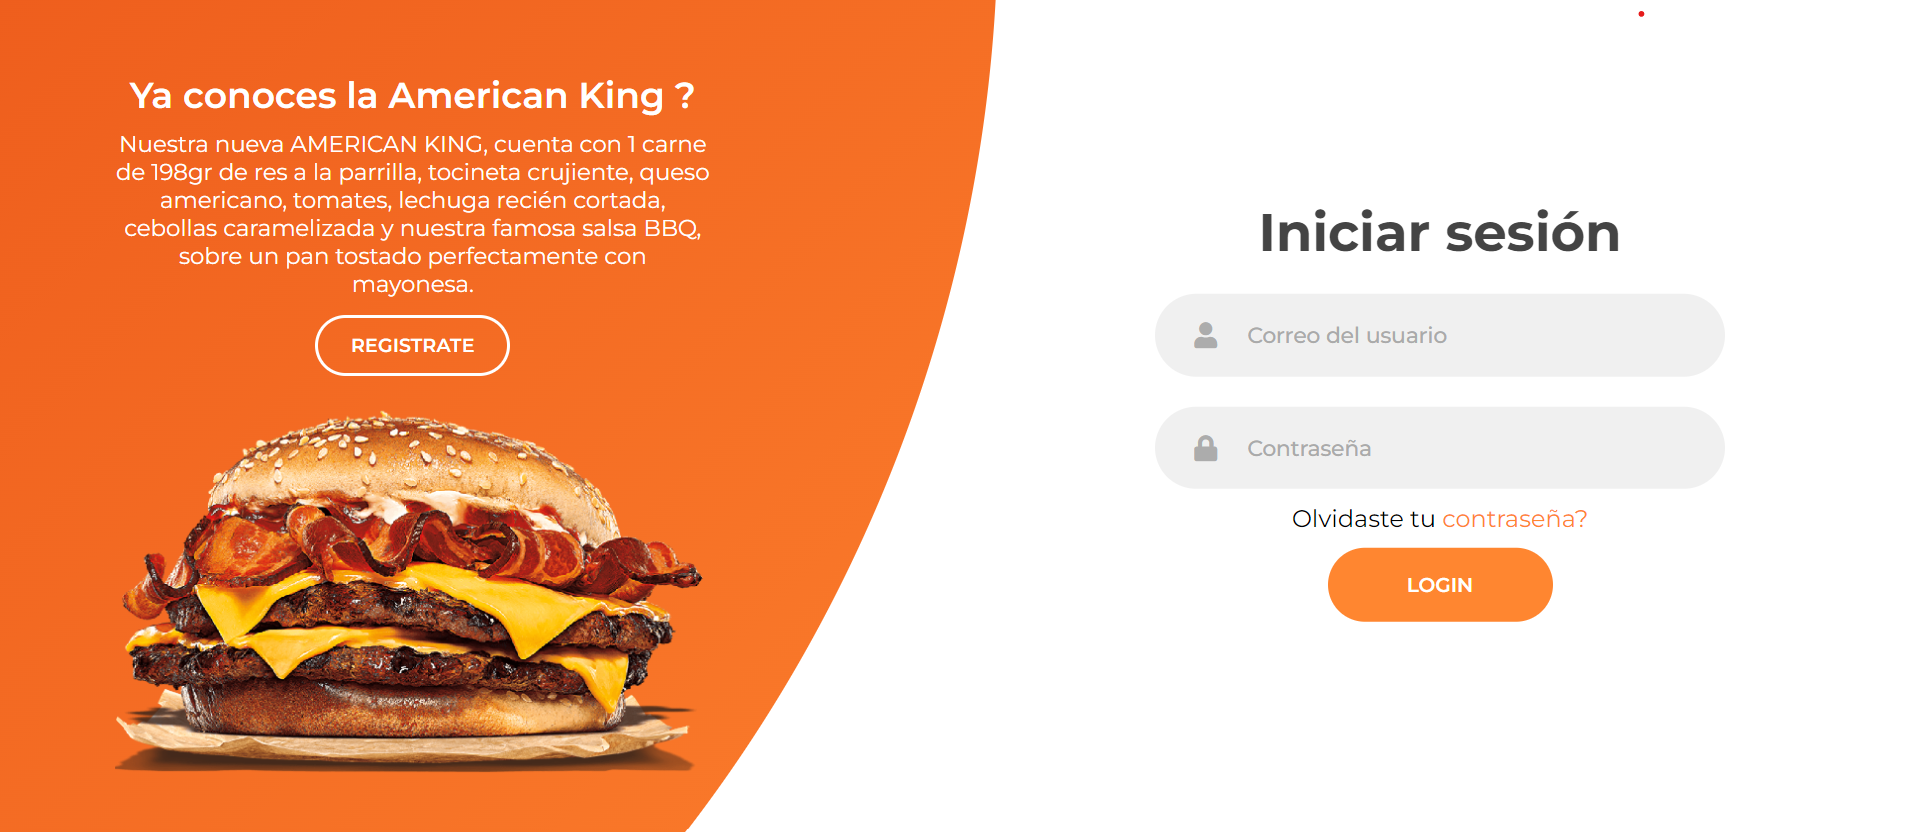 Ya conoces la American King ?
Nuestra nueva AMERICAN KING, cuenta con 1 carne
de 198gr de res a la parrilla, tocineta crujiente, queso
americano, tomates, lechuga recién cortada,
cebollas caramelizada y nuestra famosa salsa BBQ,
sobre un pan tostado perfectamente con
mayonesa.
REGISTRATE
Iniciar sesión
Correo del usuario
Contraseña
Olvidaste tu contraseña?
LOGIN